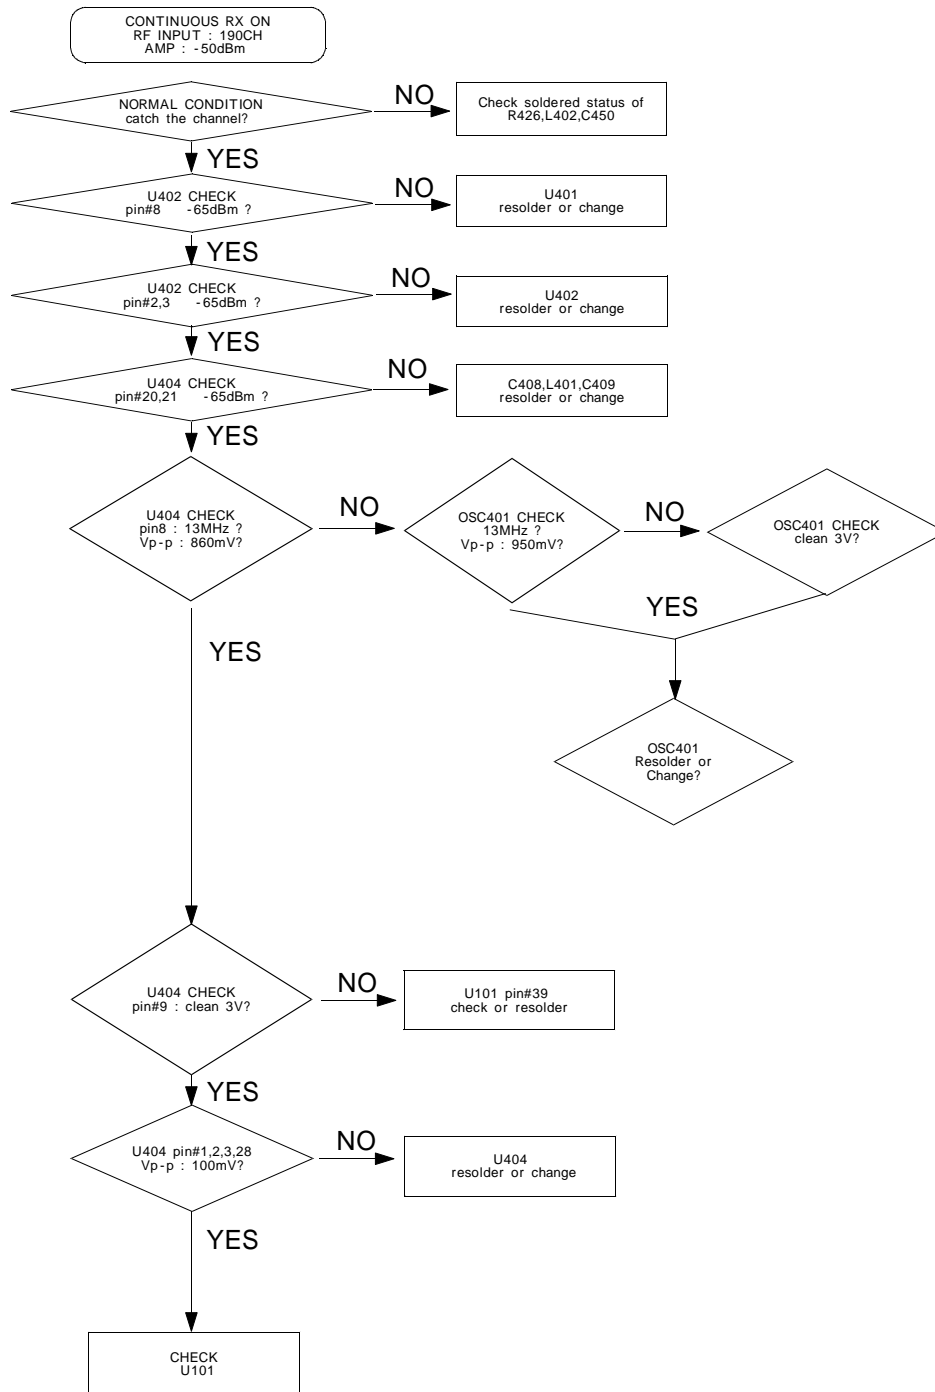 CONTINUOUS RX ON
RF INPUT : 190CH
AMP : -50dBm
NORMAL CONDITION
catch the channel?
NO
Check soldered status of
R426,L402,C450
YES
U402 CHECK
pin#8 -65dBm ?
NO
U401
resolder or change
YES
U402 CHECK
pin#2,3 -65dBm ?
NO
U402
resolder or change
YES
U404 CHECK
pin#20,21 -65dBm ?
NO
C408,L401,C409
resolder or change
YES
U404 CHECK
pin8 : 13MHz ?
Vp-p : 860mV?
NO
OSC401 CHECK
13MHz ?
Vp-p : 950mV?
NO
OSC401 CHECK
clean 3V?
YES
YES
OSC401
Resolder or
Change?
U404 CHECK
pin#9 : clean 3V?
NO
U101 pin#39
check or resolder
YES
U404 pin#1,2,3,28
Vp-p : 100mV?
NO
U404
resolder or change
YES
CHECK
U101